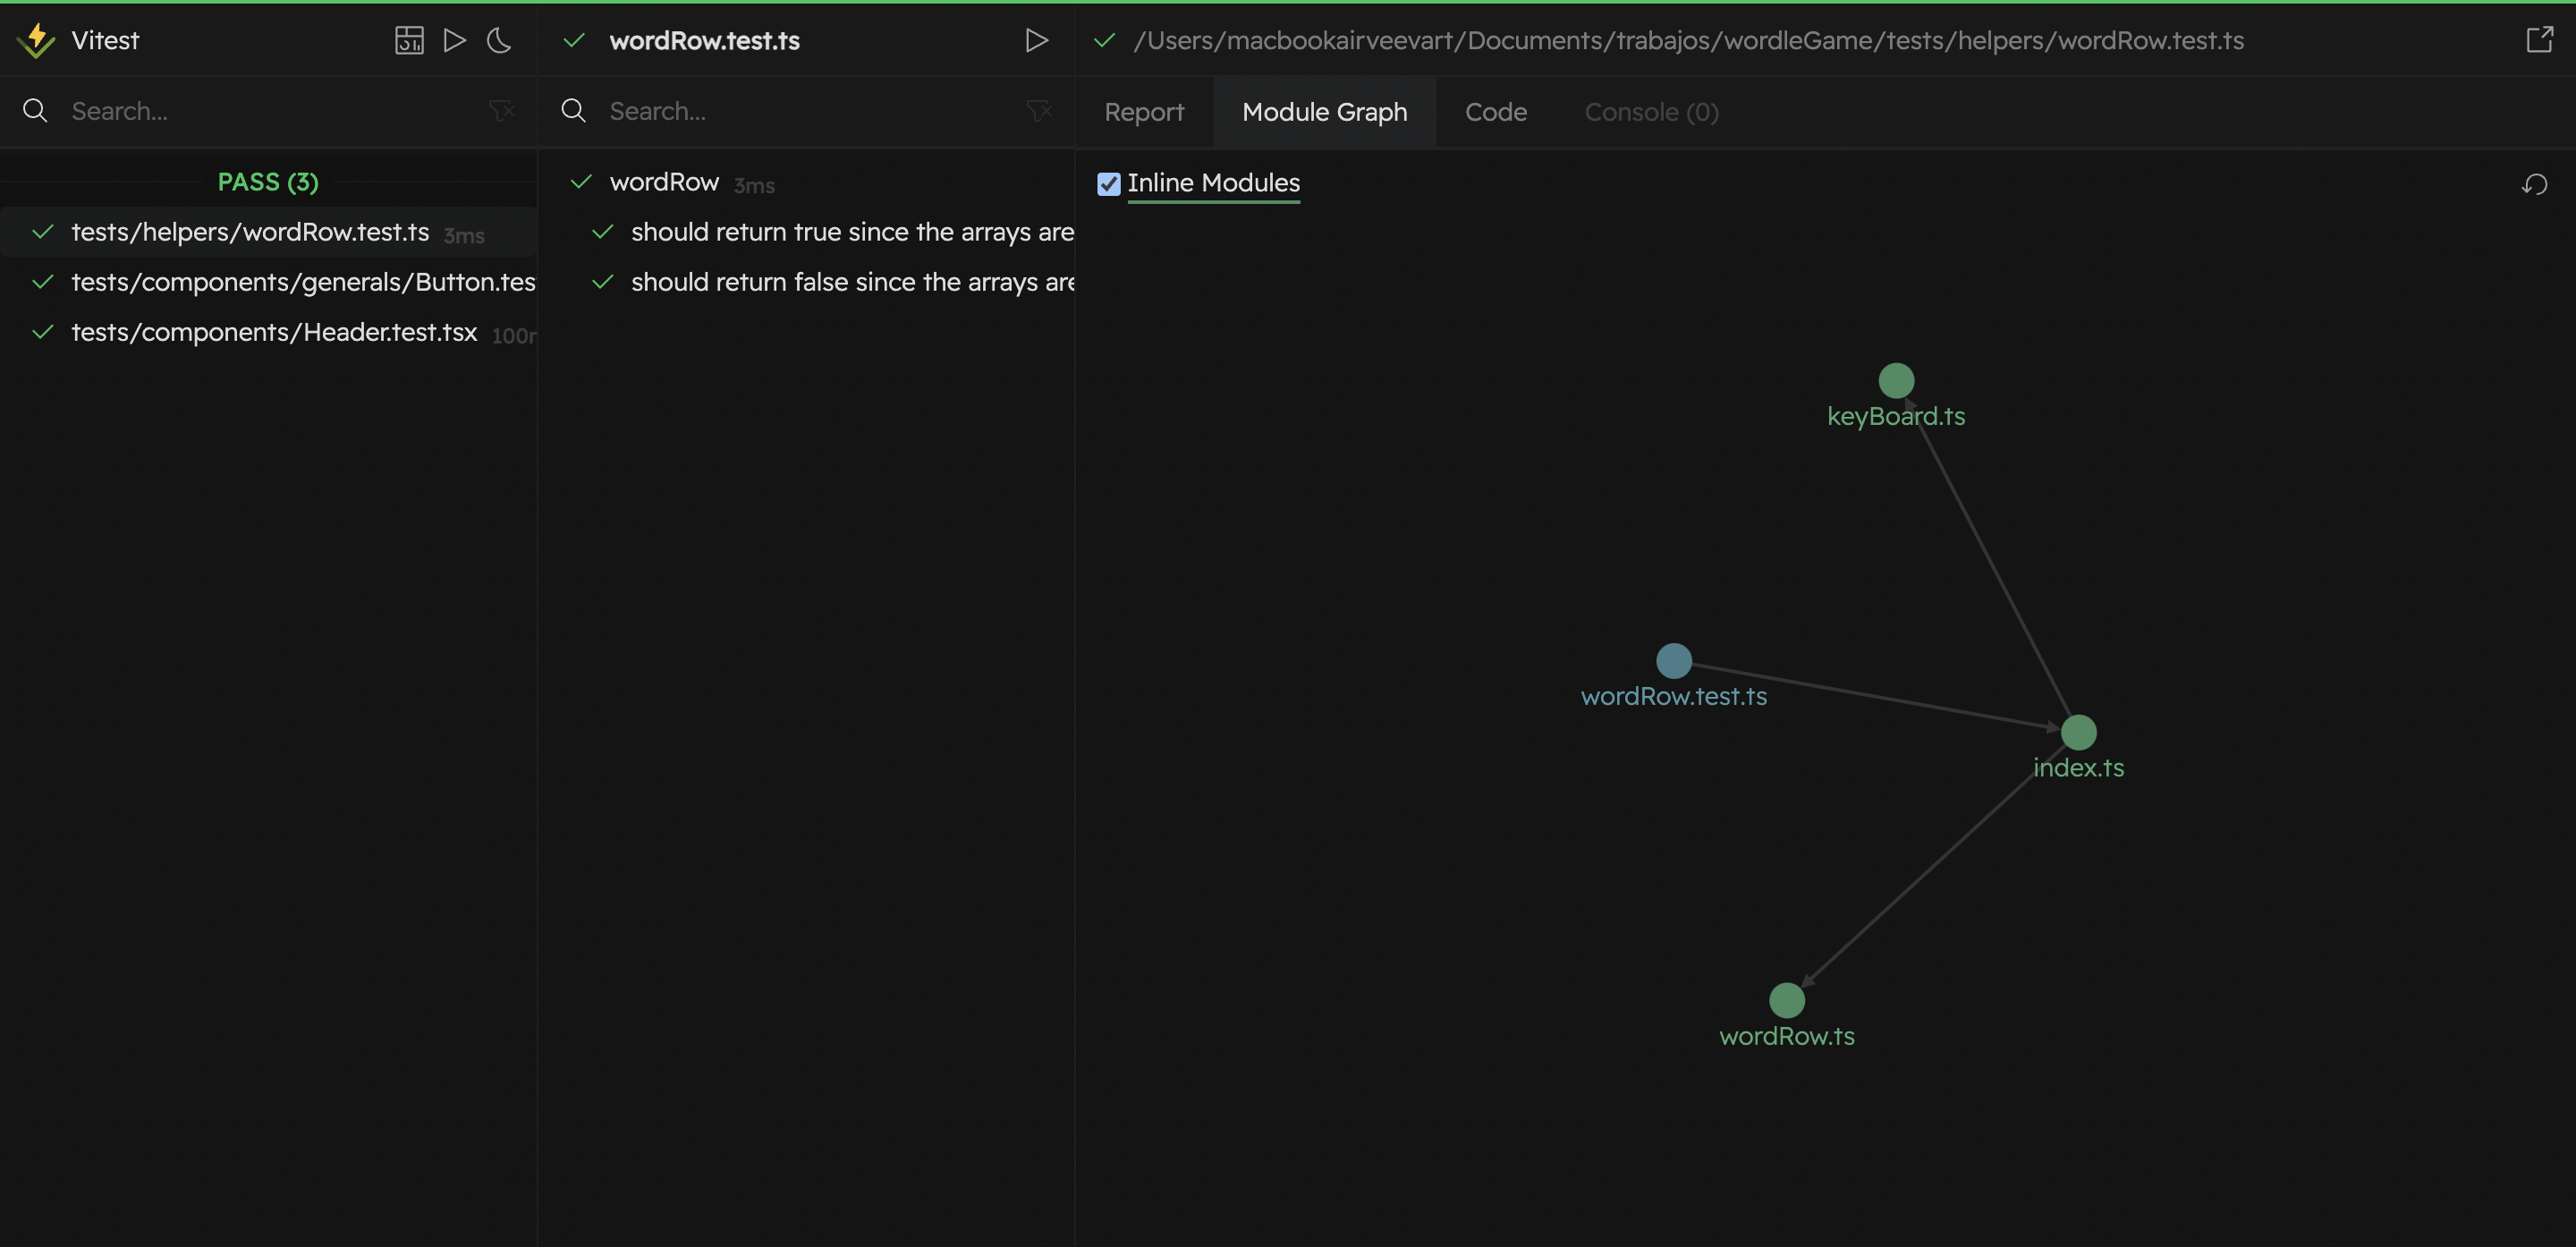 Vitest
Search...
PASS (3)
tests/helpers/wordRow.test.ts 3ms
tests/components/generals/Button.tes
tests/components/Header.test.tsx 100
wordRow.test.ts
Search...
wordRow 3ms
should return true since the arrays are
should return false since the arrays are
/Users/macbookairveevart/Documents/trabajos/wordleGame/tests/helpers/wordRow.test.ts
Report Module Graph Code Console (0)
Inline Modules
keyBoard.ts
wordRow.test.ts
index.ts
wordRow.ts